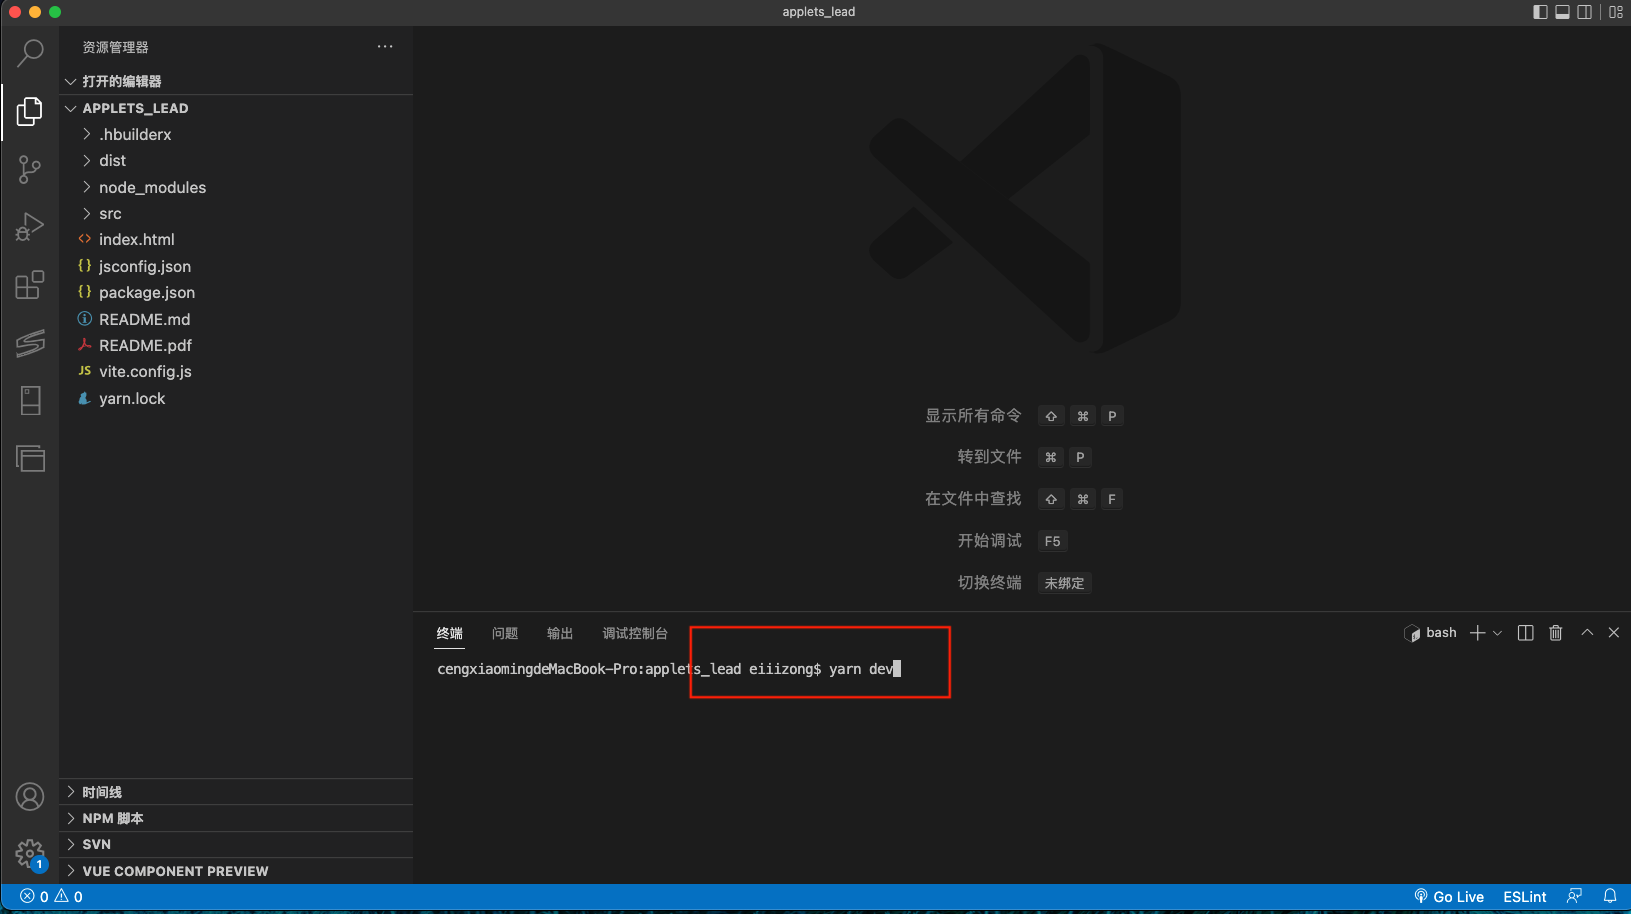 applets_lead
资源管理器
打开的编辑器
APPLETS_LEAD
.hbuilderx
dist
node_modules
src
index.html
jsconfig.json
package.json
README.md
README.pdf
JS vite.config.js
yarn.lock
时间线
NPM 脚本
SVN
VUE COMPONENT PREVIEW
显示所有命令 ⇧ ⌘ P
转到文件 ⌘ P
在文件中查找 ⇧ ⌘ F
开始调试 F5
切换终端 未绑定
终端 问题 输出 调试控制台 bash
cengxiaomingdeMacBook-Pro:applets_lead eiiizong$ yarn dev
1
0 0 Go Live ESLint